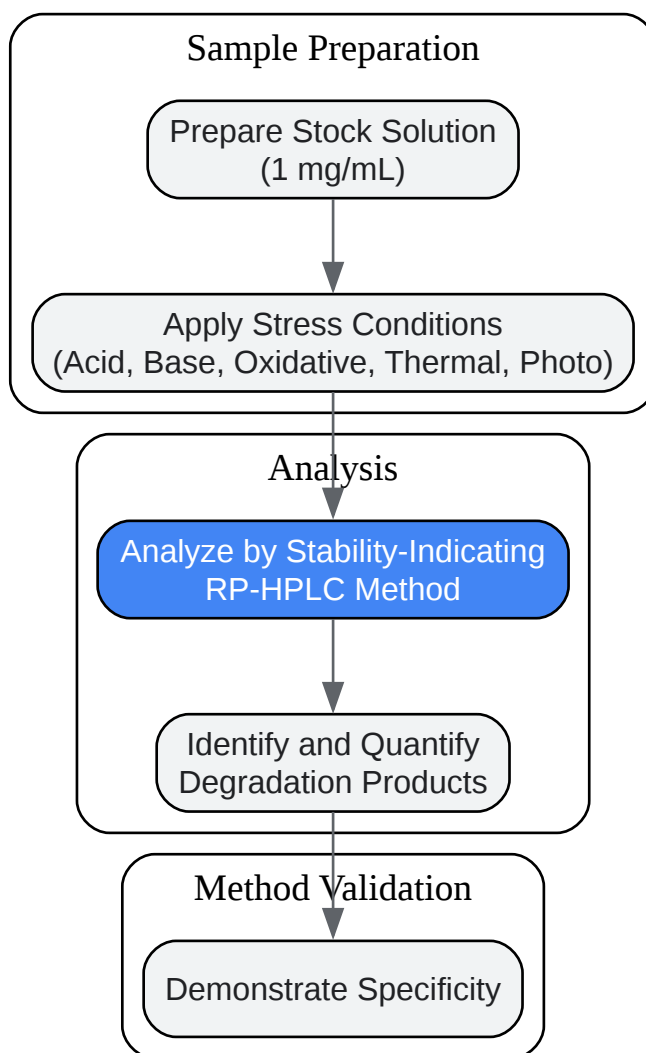 Sample Preparation
Prepare Stock Solution
(1 mg/mL)
Apply Stress Conditions
(Acid, Base, Oxidative, Thermal, Photo)
Analysis
Analyze by Stability-Indicating
RP-HPLC Method
Identify and Quantify
Degradation Products
Method Validation
Demonstrate Specificity